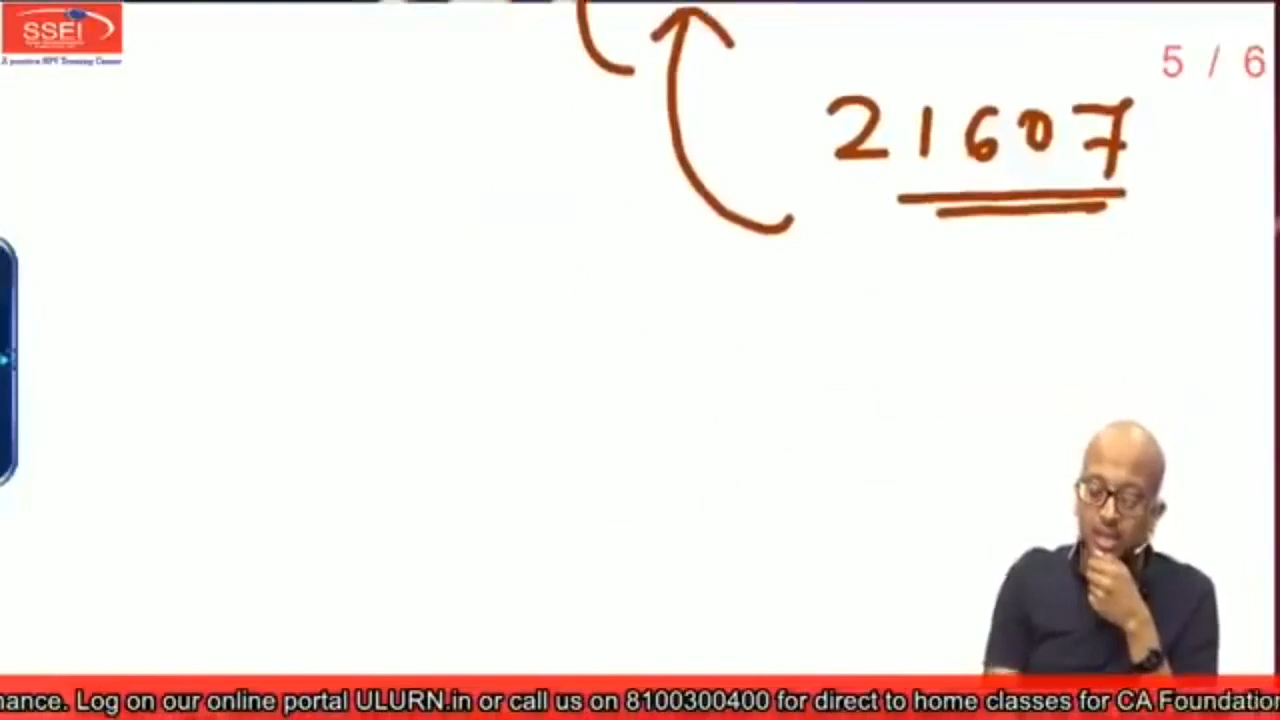 SSEI
5 / 6
21607
nance. Log on our online portal ULURN.in or call us on 8100300400 for direct to home classes for CA Foundation